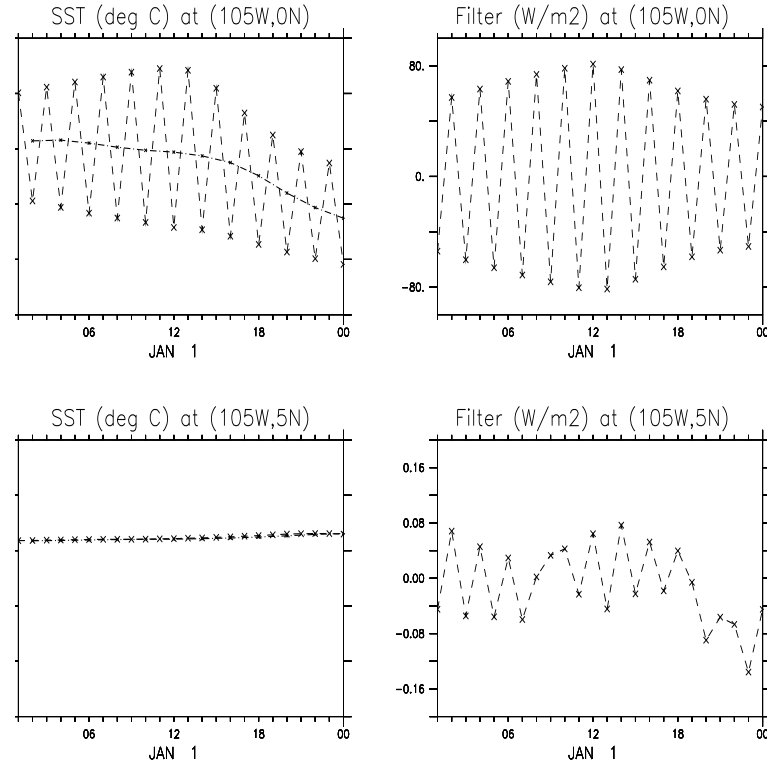 SST (deg C) at (105W,0N)
06 12 18 00
JAN 1
Filter (W/m2) at (105W,0N)
80.
0.
-80.
06 12 18 00
JAN 1
SST (deg C) at (105W,5N)
06 12 18 00
JAN 1
Filter (W/m2) at (105W,5N)
0.16
0.08
0.00
-0.08
-0.16
06 12 18 00
JAN 1